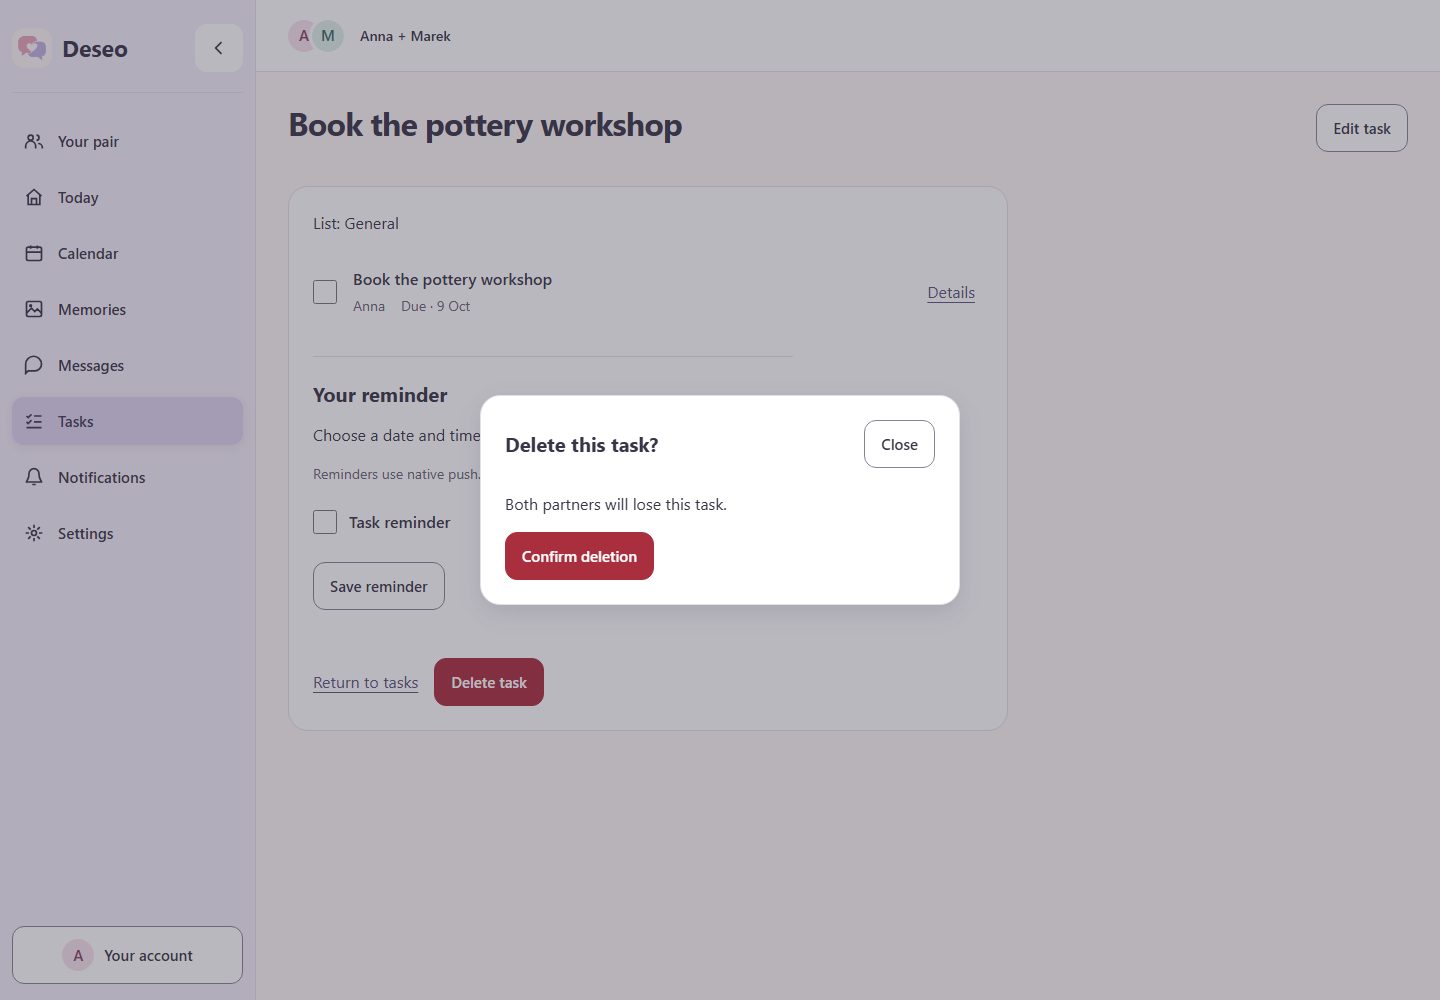 Deseo
Your pair
Today
Calendar
Memories
Messages
Tasks
Notifications
Settings
A Your account
A M Anna + Marek
Book the pottery workshop
Edit task
List: General
Book the pottery workshop
Anna Due · 9 Oct
Details
Your reminder
Choose a date and time
Reminders use native push.
Task reminder
Save reminder
Return to tasks
Delete task
Delete this task?
Close
Both partners will lose this task.
Confirm deletion